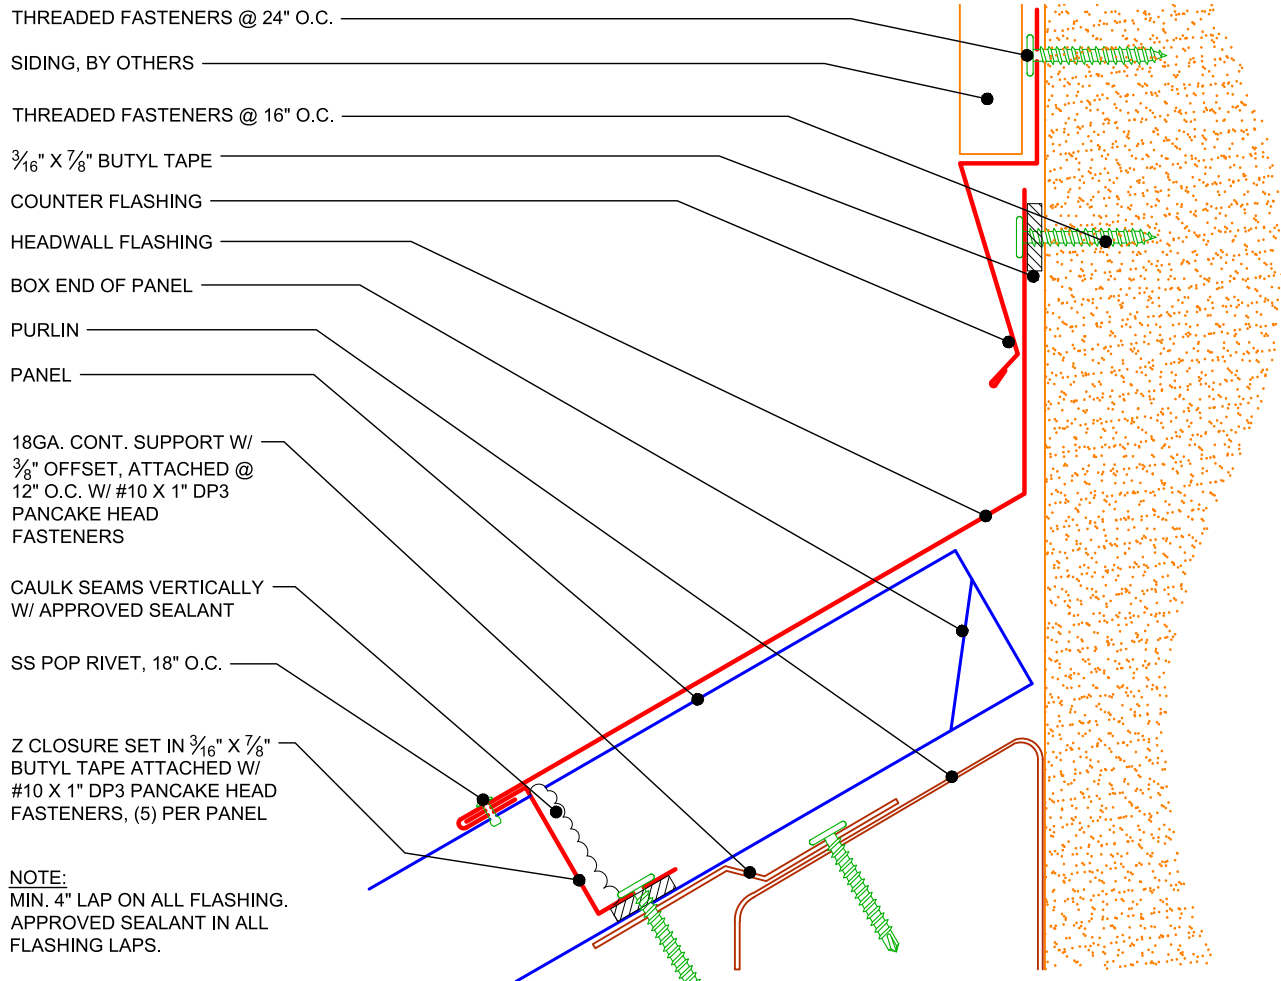 THREADED FASTENERS @ 24" O.C.
SIDING, BY OTHERS
THREADED FASTENERS @ 16" O.C.
3/16" X 7/8" BUTYL TAPE
COUNTER FLASHING
HEADWALL FLASHING
BOX END OF PANEL
PURLIN
PANEL
18GA. CONT. SUPPORT W/
3/8" OFFSET, ATTACHED @
12" O.C. W/ #10 X 1" DP3
PANCAKE HEAD
FASTENERS
CAULK SEAMS VERTICALLY
W/ APPROVED SEALANT
SS POP RIVET, 18" O.C.
Z CLOSURE SET IN 3/16" X 7/8"
BUTYL TAPE ATTACHED W/
#10 X 1" DP3 PANCAKE HEAD
FASTENERS, (5) PER PANEL
NOTE:
MIN. 4" LAP ON ALL FLASHING.
APPROVED SEALANT IN ALL
FLASHING LAPS.